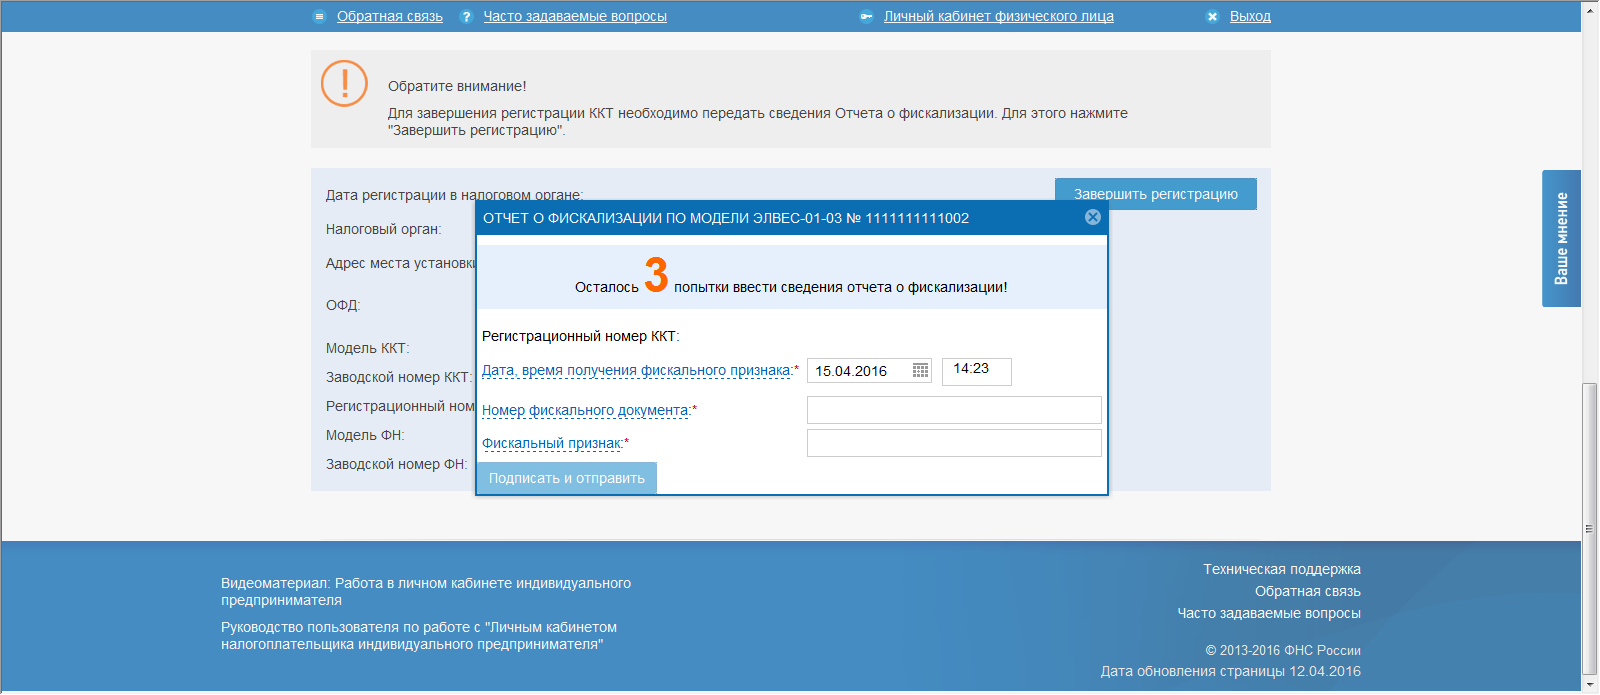 Обратная связь Часто задаваемые вопросы Личный кабинет физического лица Выход
Обратите внимание!
Для завершения регистрации ККТ необходимо передать сведения Отчета о фискализации. Для этого нажмите
"Завершить регистрацию".
Дата регистрации в налоговом органе: Завершить регистрацию
ОТЧЕТ О ФИСКАЛИЗАЦИИ ПО МОДЕЛИ ЭЛВЕС-01-03 № 1111111111002
Налоговый орган:
Адрес места установки
ОФД:
Модель ККТ:
Заводской номер ККТ:
Регистрационный ном
Модель ФН:
Заводской номер ФН:
Осталось 3 попытки ввести сведения отчета о фискализации!
Регистрационный номер ККТ:
Дата, время получения фискального признака:* 15.04.2016 14:23
Номер фискального документа:*
Фискальный признак:*
Подписать и отправить
Ваше мнение
Видеоматериал: Работа в личном кабинете индивидуального
предпринимателя
Руководство пользователя по работе с "Личным кабинетом
налогоплательщика индивидуального предпринимателя"
Техническая поддержка
Обратная связь
Часто задаваемые вопросы
© 2013-2016 ФНС России
Дата обновления страницы 12.04.2016